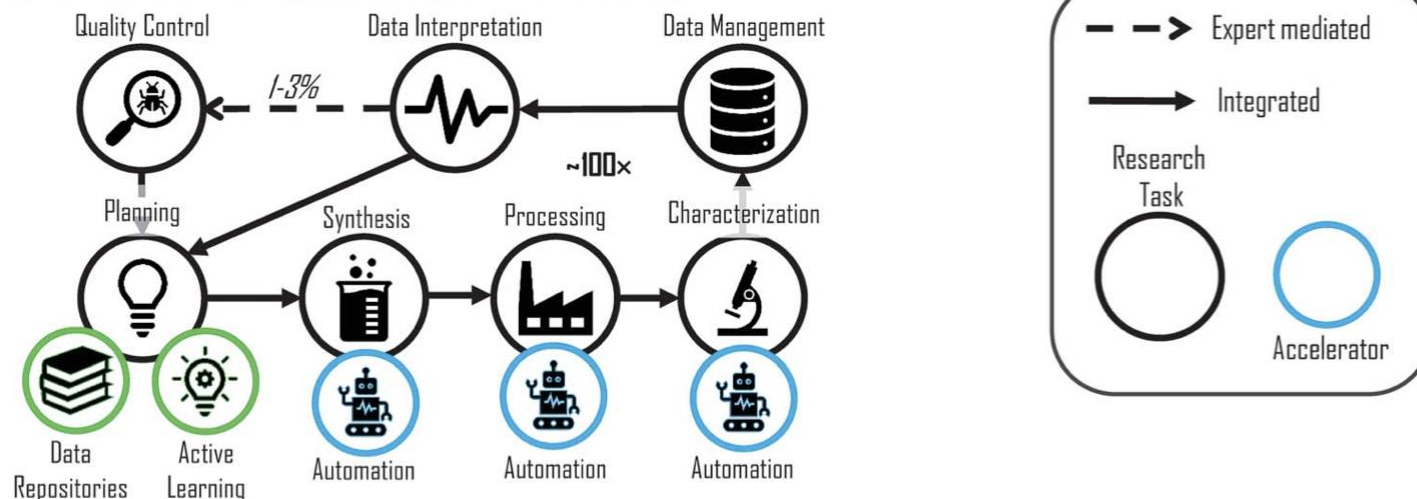 Quality Control
Data Interpretation
Data Management
1-3%
~100x
Planning
Synthesis
Processing
Characterization
Data
Repositories
Active
Learning
Automation
Automation
Automation
Expert mediated
Integrated
Research
Task
Accelerator